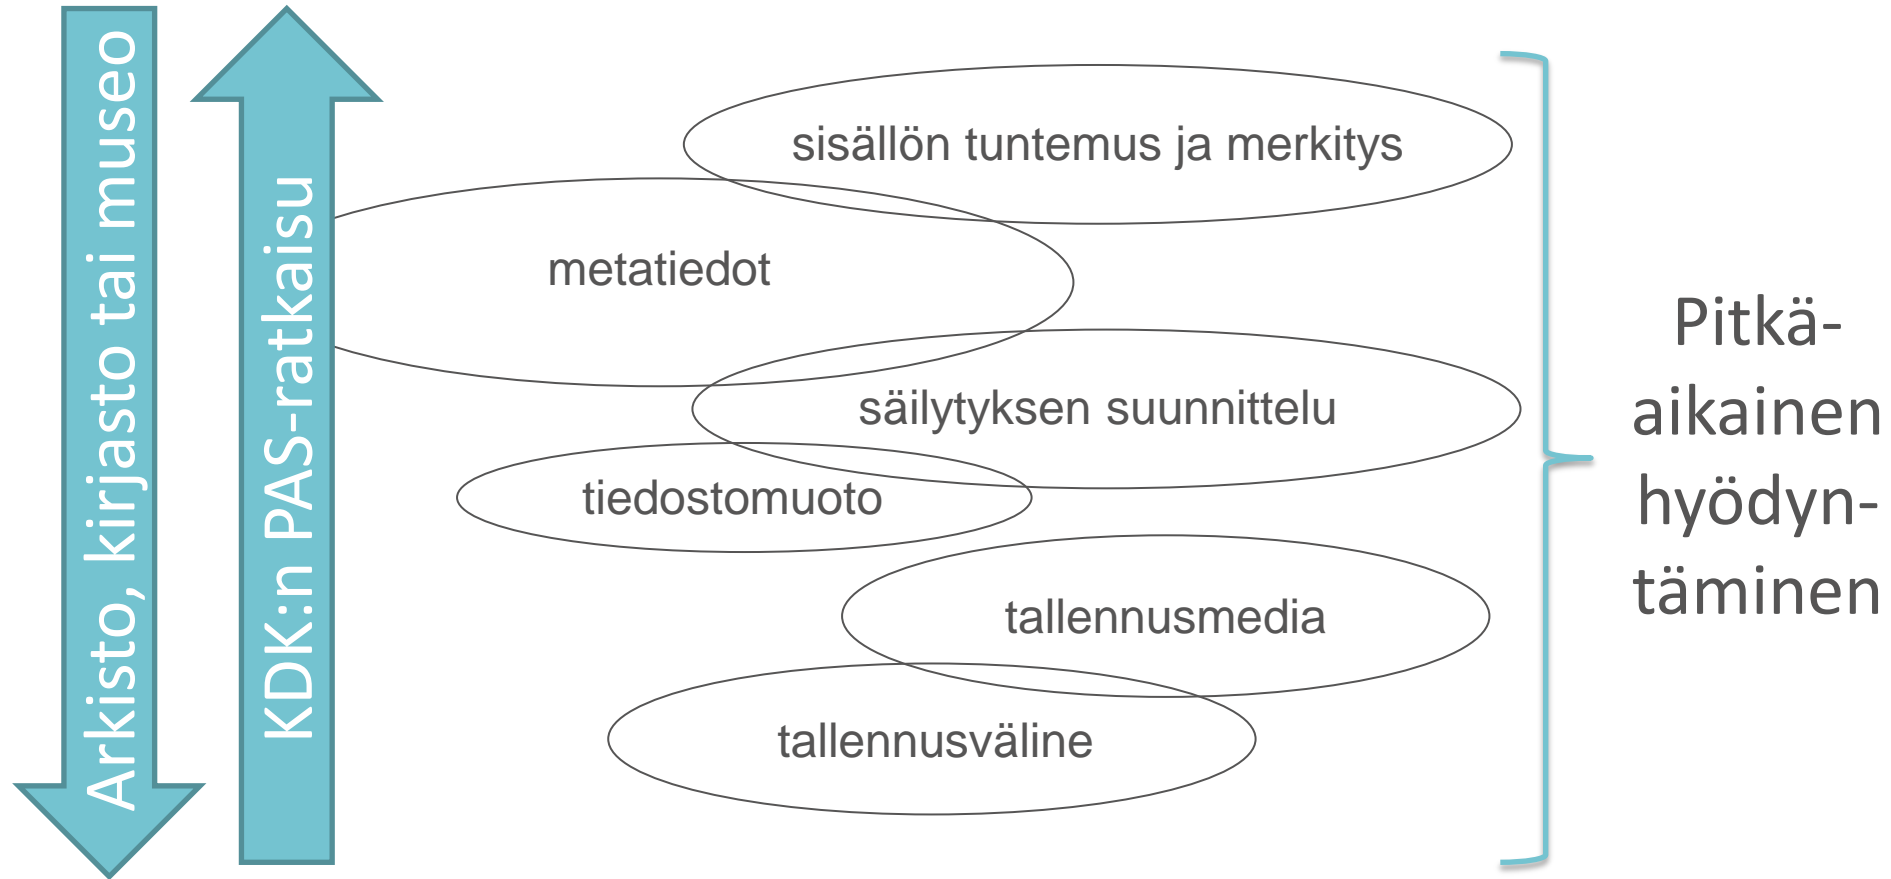 Arkisto, kirjasto tai museo
KDK:n PAS-ratkaisu
sisällön tuntemus ja merkitys
metatiedot
säilytyksen suunnittelu
tiedostomuoto
tallennusmedia
tallennusväline
Pitkä-
aikainen
hyödyn-
täminen